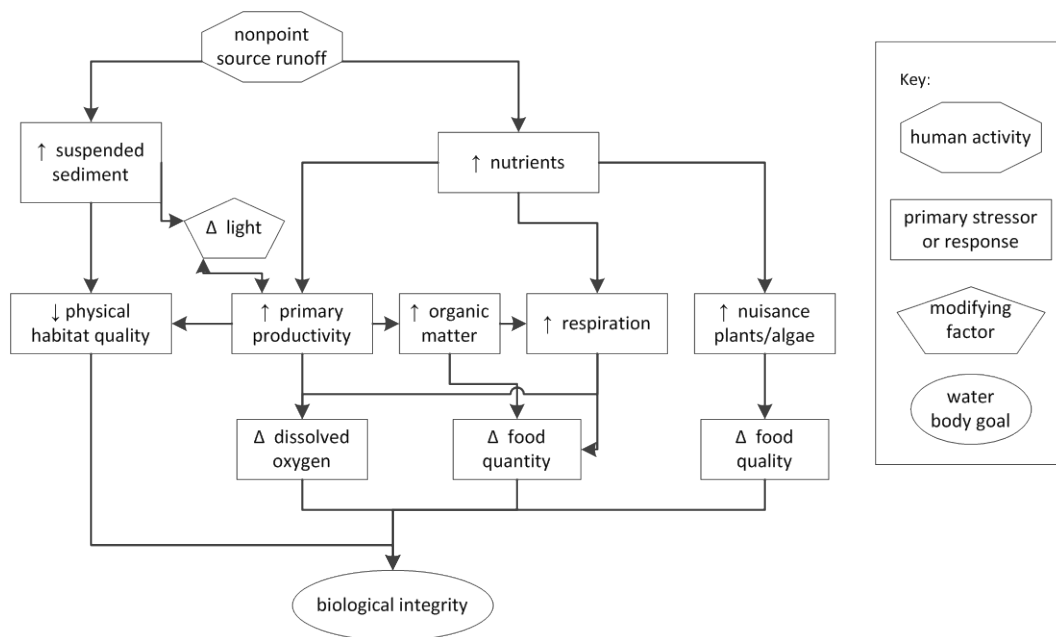 nonpoint
source runoff
Key:
human activity
↑ suspended
sediment
↑ nutrients
primary stressor
or response
Δ light
↓ physical
habitat quality
↑ primary
productivity
↑ organic
matter
↑ respiration
↑ nuisance
plants/algae
modifying
factor
water
body goal
Δ dissolved
oxygen
Δ food
quantity
Δ food
quality
biological integrity